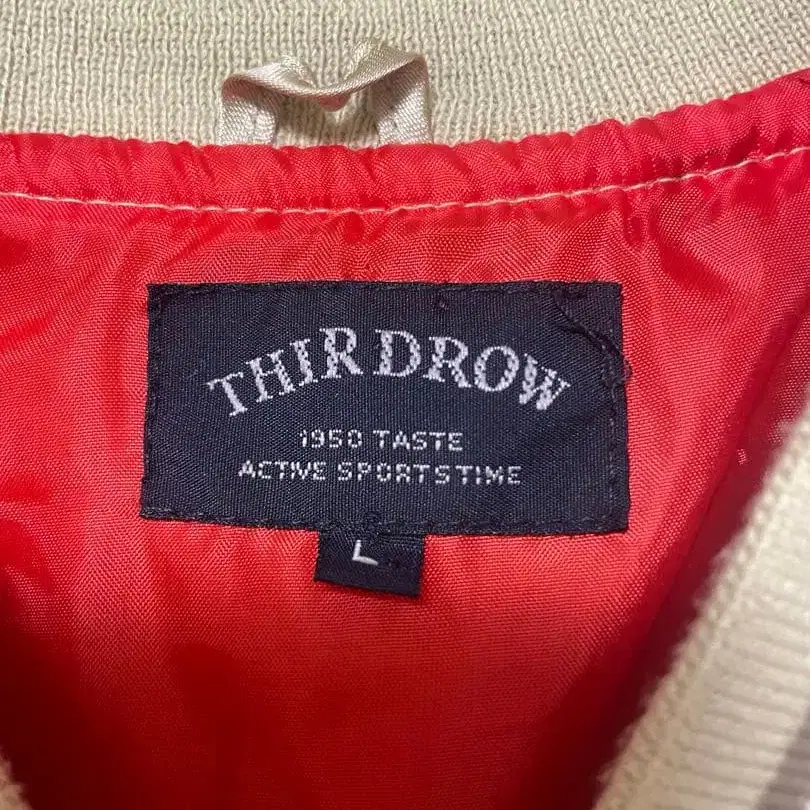 THIRDROW
1950 TASTE
ACTIVE SPORTSTIME
L